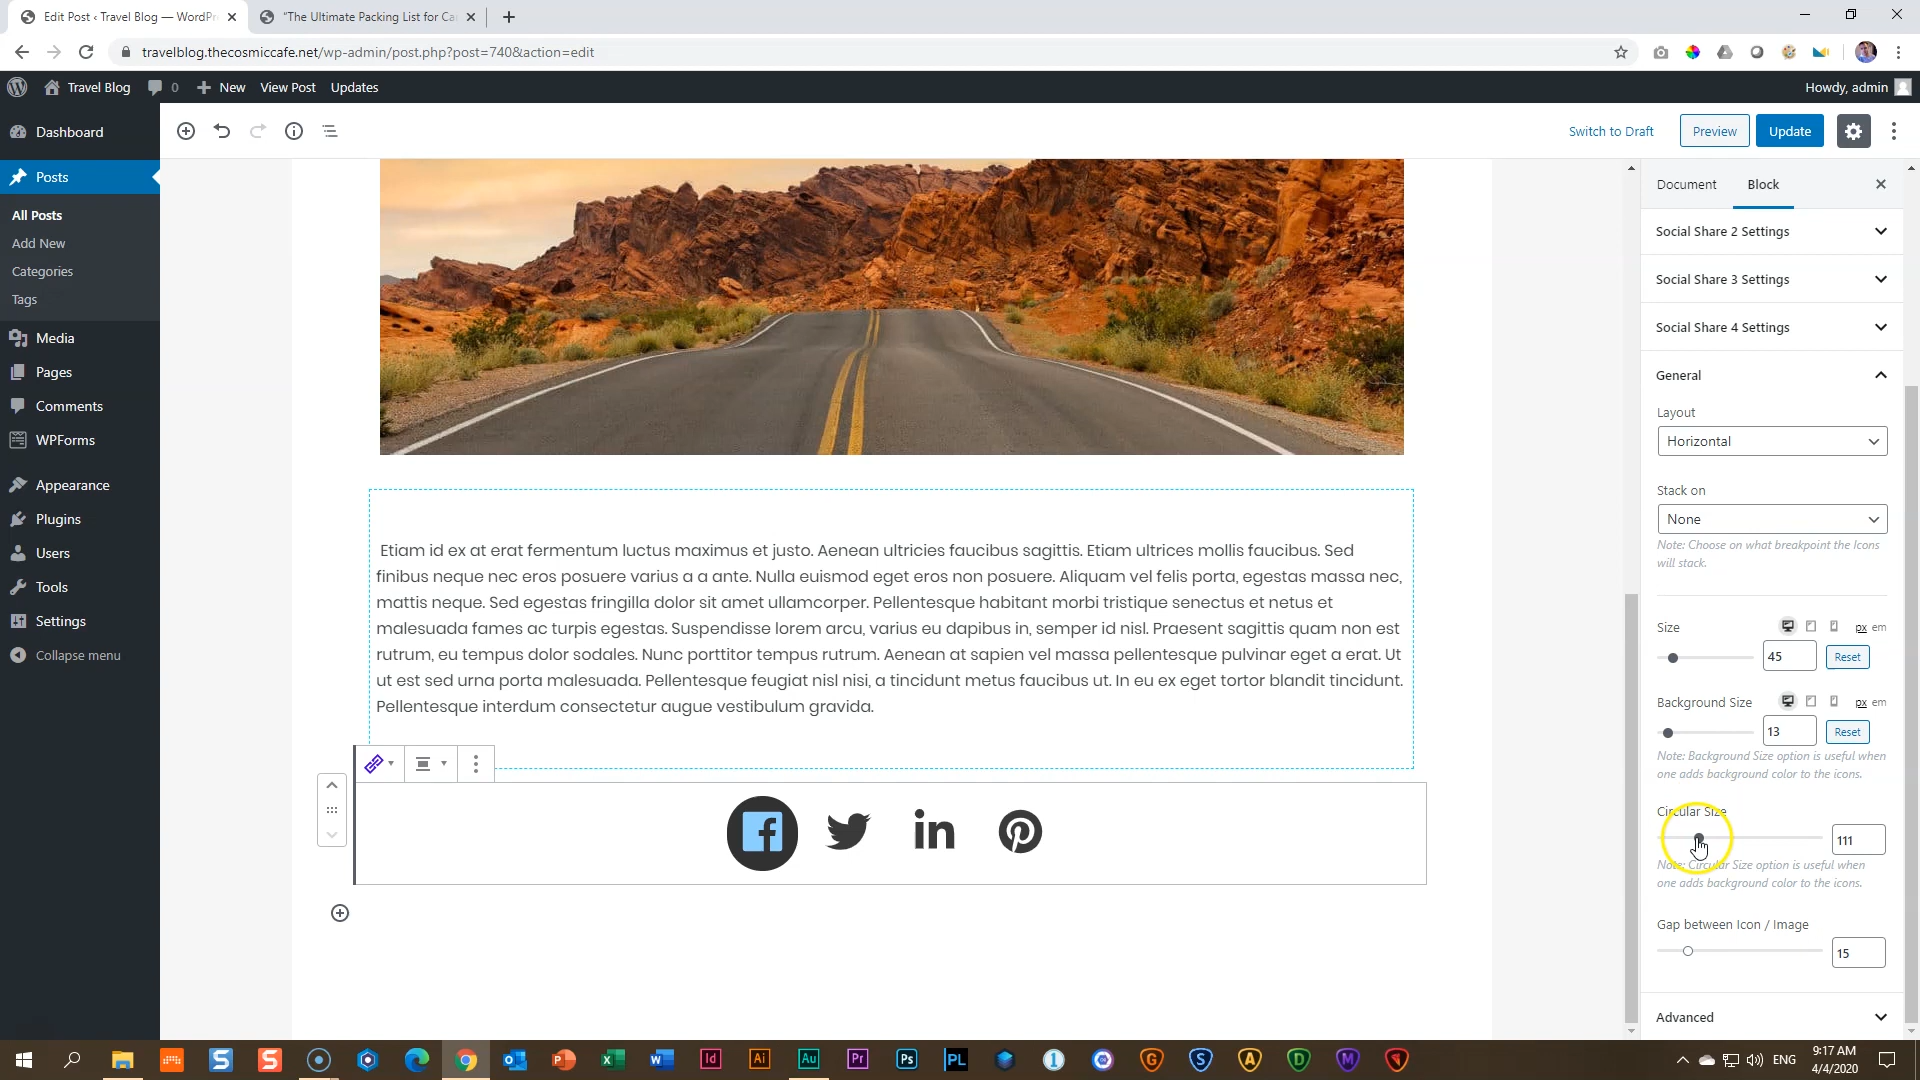 Edit Post ‹ Travel Blog — WordPr
"The Ultimate Packing List for Ca
travelblog.thecosmiccafe.net/wp-admin/post.php?post=740&action=edit
Travel Blog
0
New
View Post
Updates
Howdy, admin
Dashboard
Posts
All Posts
Add New
Categories
Tags
Media
Pages
Comments
WPForms
Appearance
Plugins
Users
Tools
Settings
Collapse menu
Switch to Draft
Preview
Update
Etiam id ex at erat fermentum luctus maximus et justo. Aenean ultricies faucibus sagittis. Etiam ultrices mollis faucibus. Sed
finibus neque nec eros posuere varius a a ante. Nulla euismod eget eros non posuere. Aliquam vel felis porta, egestas massa nec,
mattis neque. Sed egestas fringilla dolor sit amet ullamcorper. Pellentesque habitant morbi tristique senectus et netus et
malesuada fames ac turpis egestas. Suspendisse lorem arcu, varius eu dapibus in, semper id nisl. Praesent sagittis quam non est
rutrum, eu tempus dolor sodales. Nunc porttitor tempus rutrum. Aenean at sapien vel massa pellentesque pulvinar eget a erat. Ut
ut est sed urna porta malesuada. Pellentesque feugiat nisl nisi, a tincidunt metus faucibus ut. In eu ex eget tortor blandit tincidunt.
Pellentesque interdum consectetur augue vestibulum gravida.
in
Document
Block
Social Share 2 Settings
Social Share 3 Settings
Social Share 4 Settings
General
Layout
Horizontal
Stack on
None
Note: Choose on what breakpoint the Icons
will stack.
Size
px em
45
Reset
Background Size
px em
13
Reset
Note: Background Size option is useful when
one adds background color to the icons.
Circular Size
111
Note: Circular Size option is useful when
one adds background color to the icons.
Gap between Icon / Image
15
Advanced
Id
Ai
Au
Pr
Ps
PL
ENG
9:17 AM
4/4/2020